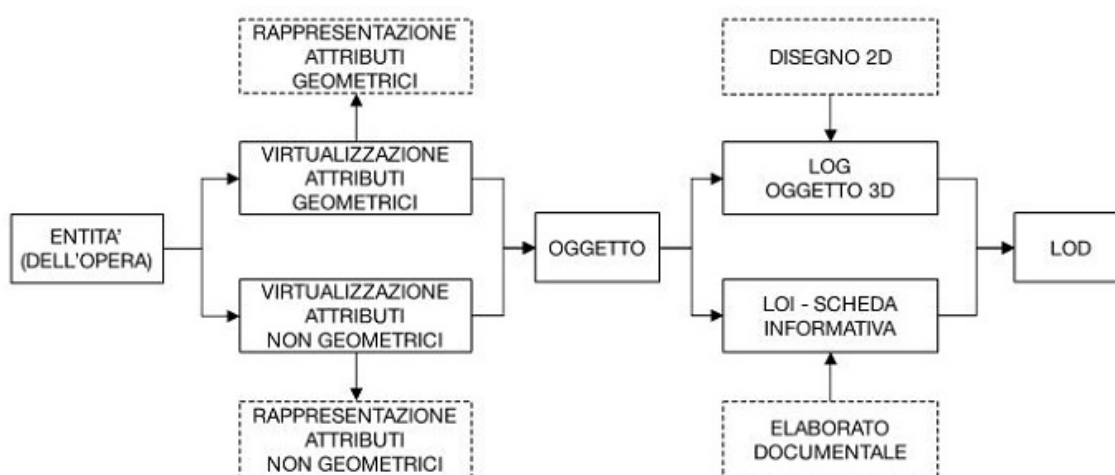 RAPPRESENTAZIONE
ATTRIBUTI
GEOMETRICI
DISEGNO 2D
VIRTUALIZZAZIONE
ATTRIBUTI
GEOMETRICI
LOG
OGGETTO 3D
ENTITA'
(DELL'OPERA)
OGGETTO
LOD
VIRTUALIZZAZIONE
ATTRIBUTI
NON GEOMETRICI
LOI - SCHEDA
INFORMATIVA
RAPPRESENTAZIONE
ATTRIBUTI
NON GEOMETRICI
ELABORATO
DOCUMENTALE